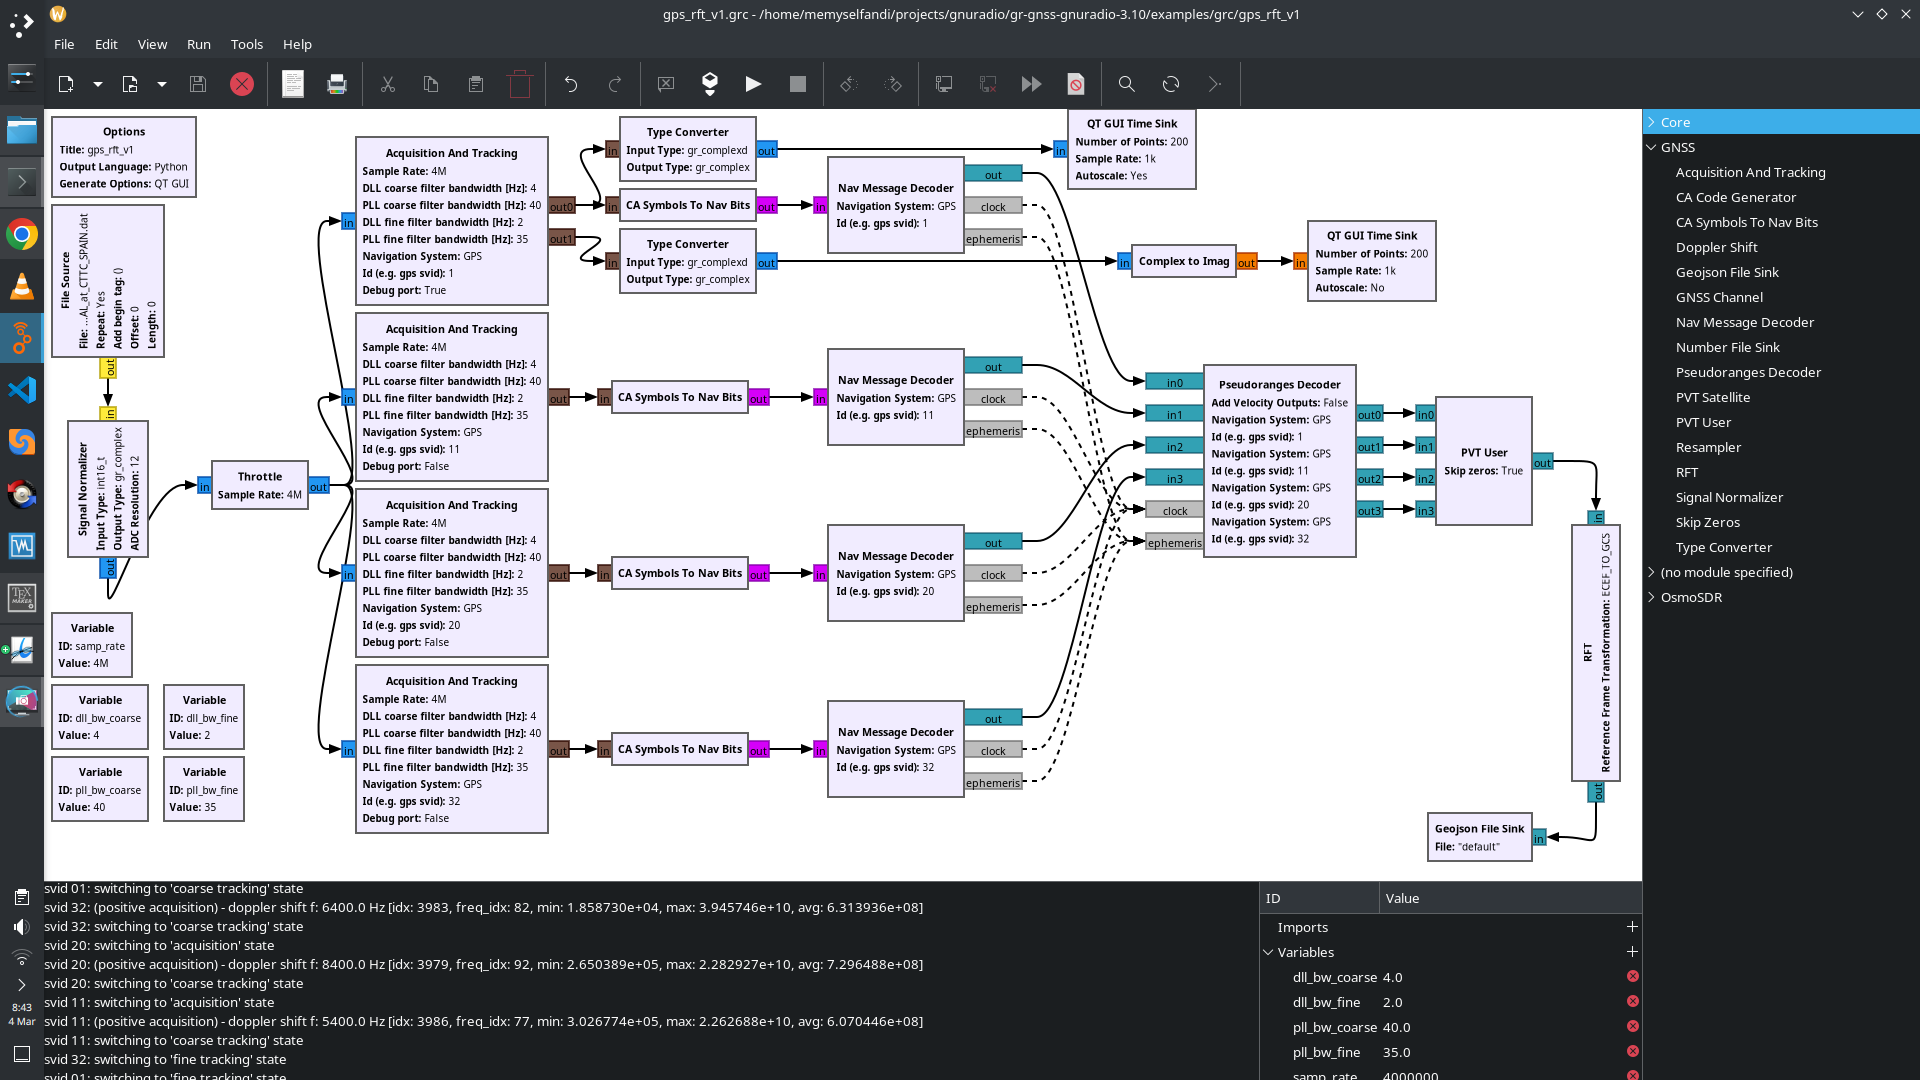 gps_rft_v1.grc - /home/memyselfandi/projects/gnuradio/gr-gnss-gnuradio-3.10/examples/grc/gps_rft_v1
File Edit View Run Tools Help
Options
Title: gps_rft_v1
Output Language: Python
Generate Options: QT GUI
File Source
File: ...AL_at_CTTC_SPAIN.dat
Repeat: Yes
Add begin tag: ()
Offset: 0
Length: 0
out
in
Signal Normalizer
Input Type: int16_t
Output Type: gr_complex
ADC Resolution: 12
out
in
Throttle
Sample Rate: 4M
out
Variable
ID: samp_rate
Value: 4M
Variable
ID: dll_bw_coarse
Value: 4
Variable
ID: dll_bw_fine
Value: 2
Variable
ID: pll_bw_coarse
Value: 40
Variable
ID: pll_bw_fine
Value: 35
in
Acquisition And Tracking
Sample Rate: 4M
DLL coarse filter bandwidth [Hz]: 4
PLL coarse filter bandwidth [Hz]: 40
DLL fine filter bandwidth [Hz]: 2
PLL fine filter bandwidth [Hz]: 35
Navigation System: GPS
Id (e.g. gps svid): 1
Debug port: True
out0
out1
in
Acquisition And Tracking
Sample Rate: 4M
DLL coarse filter bandwidth [Hz]: 4
PLL coarse filter bandwidth [Hz]: 40
DLL fine filter bandwidth [Hz]: 2
PLL fine filter bandwidth [Hz]: 35
Navigation System: GPS
Id (e.g. gps svid): 11
Debug port: False
out
in
Acquisition And Tracking
Sample Rate: 4M
DLL coarse filter bandwidth [Hz]: 4
PLL coarse filter bandwidth [Hz]: 40
DLL fine filter bandwidth [Hz]: 2
PLL fine filter bandwidth [Hz]: 35
Navigation System: GPS
Id (e.g. gps svid): 20
Debug port: False
out
in
Acquisition And Tracking
Sample Rate: 4M
DLL coarse filter bandwidth [Hz]: 4
PLL coarse filter bandwidth [Hz]: 40
DLL fine filter bandwidth [Hz]: 2
PLL fine filter bandwidth [Hz]: 35
Navigation System: GPS
Id (e.g. gps svid): 32
Debug port: False
out
in
Type Converter
Input Type: gr_complexd
Output Type: gr_complex
out
in
CA Symbols To Nav Bits
out
in
Type Converter
Input Type: gr_complexd
Output Type: gr_complex
out
in
CA Symbols To Nav Bits
out
in
CA Symbols To Nav Bits
out
in
CA Symbols To Nav Bits
out
in
Nav Message Decoder
Navigation System: GPS
Id (e.g. gps svid): 1
out
clock
ephemeris
in
Nav Message Decoder
Navigation System: GPS
Id (e.g. gps svid): 11
out
clock
ephemeris
in
Nav Message Decoder
Navigation System: GPS
Id (e.g. gps svid): 20
out
clock
ephemeris
in
Nav Message Decoder
Navigation System: GPS
Id (e.g. gps svid): 32
out
clock
ephemeris
in
QT GUI Time Sink
Number of Points: 200
Sample Rate: 1k
Autoscale: Yes
in
Complex to Imag
out
in
QT GUI Time Sink
Number of Points: 200
Sample Rate: 1k
Autoscale: No
in0
in1
in2
in3
clock
ephemeris
Pseudoranges Decoder
Add Velocity Outputs: False
Navigation System: GPS
Id (e.g. gps svid): 1
Navigation System: GPS
Id (e.g. gps svid): 11
Navigation System: GPS
Id (e.g. gps svid): 20
Navigation System: GPS
Id (e.g. gps svid): 32
out0
out1
out2
out3
in0
in1
in2
in3
PVT User
Skip zeros: True
out
in
RFT
Reference Frame Transformation: ECEF_TO_GCS
out
Geojson File Sink
File: "default"
in
Core
GNSS
Acquisition And Tracking
CA Code Generator
CA Symbols To Nav Bits
Doppler Shift
Geojson File Sink
GNSS Channel
Nav Message Decoder
Number File Sink
Pseudoranges Decoder
PVT Satellite
PVT User
Resampler
RFT
Signal Normalizer
Skip Zeros
Type Converter
(no module specified)
OsmoSDR
svid 01: switching to 'coarse tracking' state
svid 32: (positive acquisition) - doppler shift f: 6400.0 Hz [idx: 3983, freq_idx: 82, min: 1.858730e+04, max: 3.945746e+10, avg: 6.313936e+08]
svid 32: switching to 'coarse tracking' state
svid 20: switching to 'acquisition' state
svid 20: (positive acquisition) - doppler shift f: 8400.0 Hz [idx: 3979, freq_idx: 92, min: 2.650389e+05, max: 2.282927e+10, avg: 7.296488e+08]
svid 20: switching to 'coarse tracking' state
svid 11: switching to 'acquisition' state
svid 11: (positive acquisition) - doppler shift f: 5400.0 Hz [idx: 3986, freq_idx: 77, min: 3.026774e+05, max: 2.262688e+10, avg: 6.070446e+08]
svid 11: switching to 'coarse tracking' state
svid 32: switching to 'fine tracking' state
svid 01: switching to 'fine tracking' state
ID Value
Imports
Variables
dll_bw_coarse 4.0
dll_bw_fine 2.0
pll_bw_coarse 40.0
pll_bw_fine 35.0
samp_rate 4000000
TEX
MAKER
8:43
4 Mar